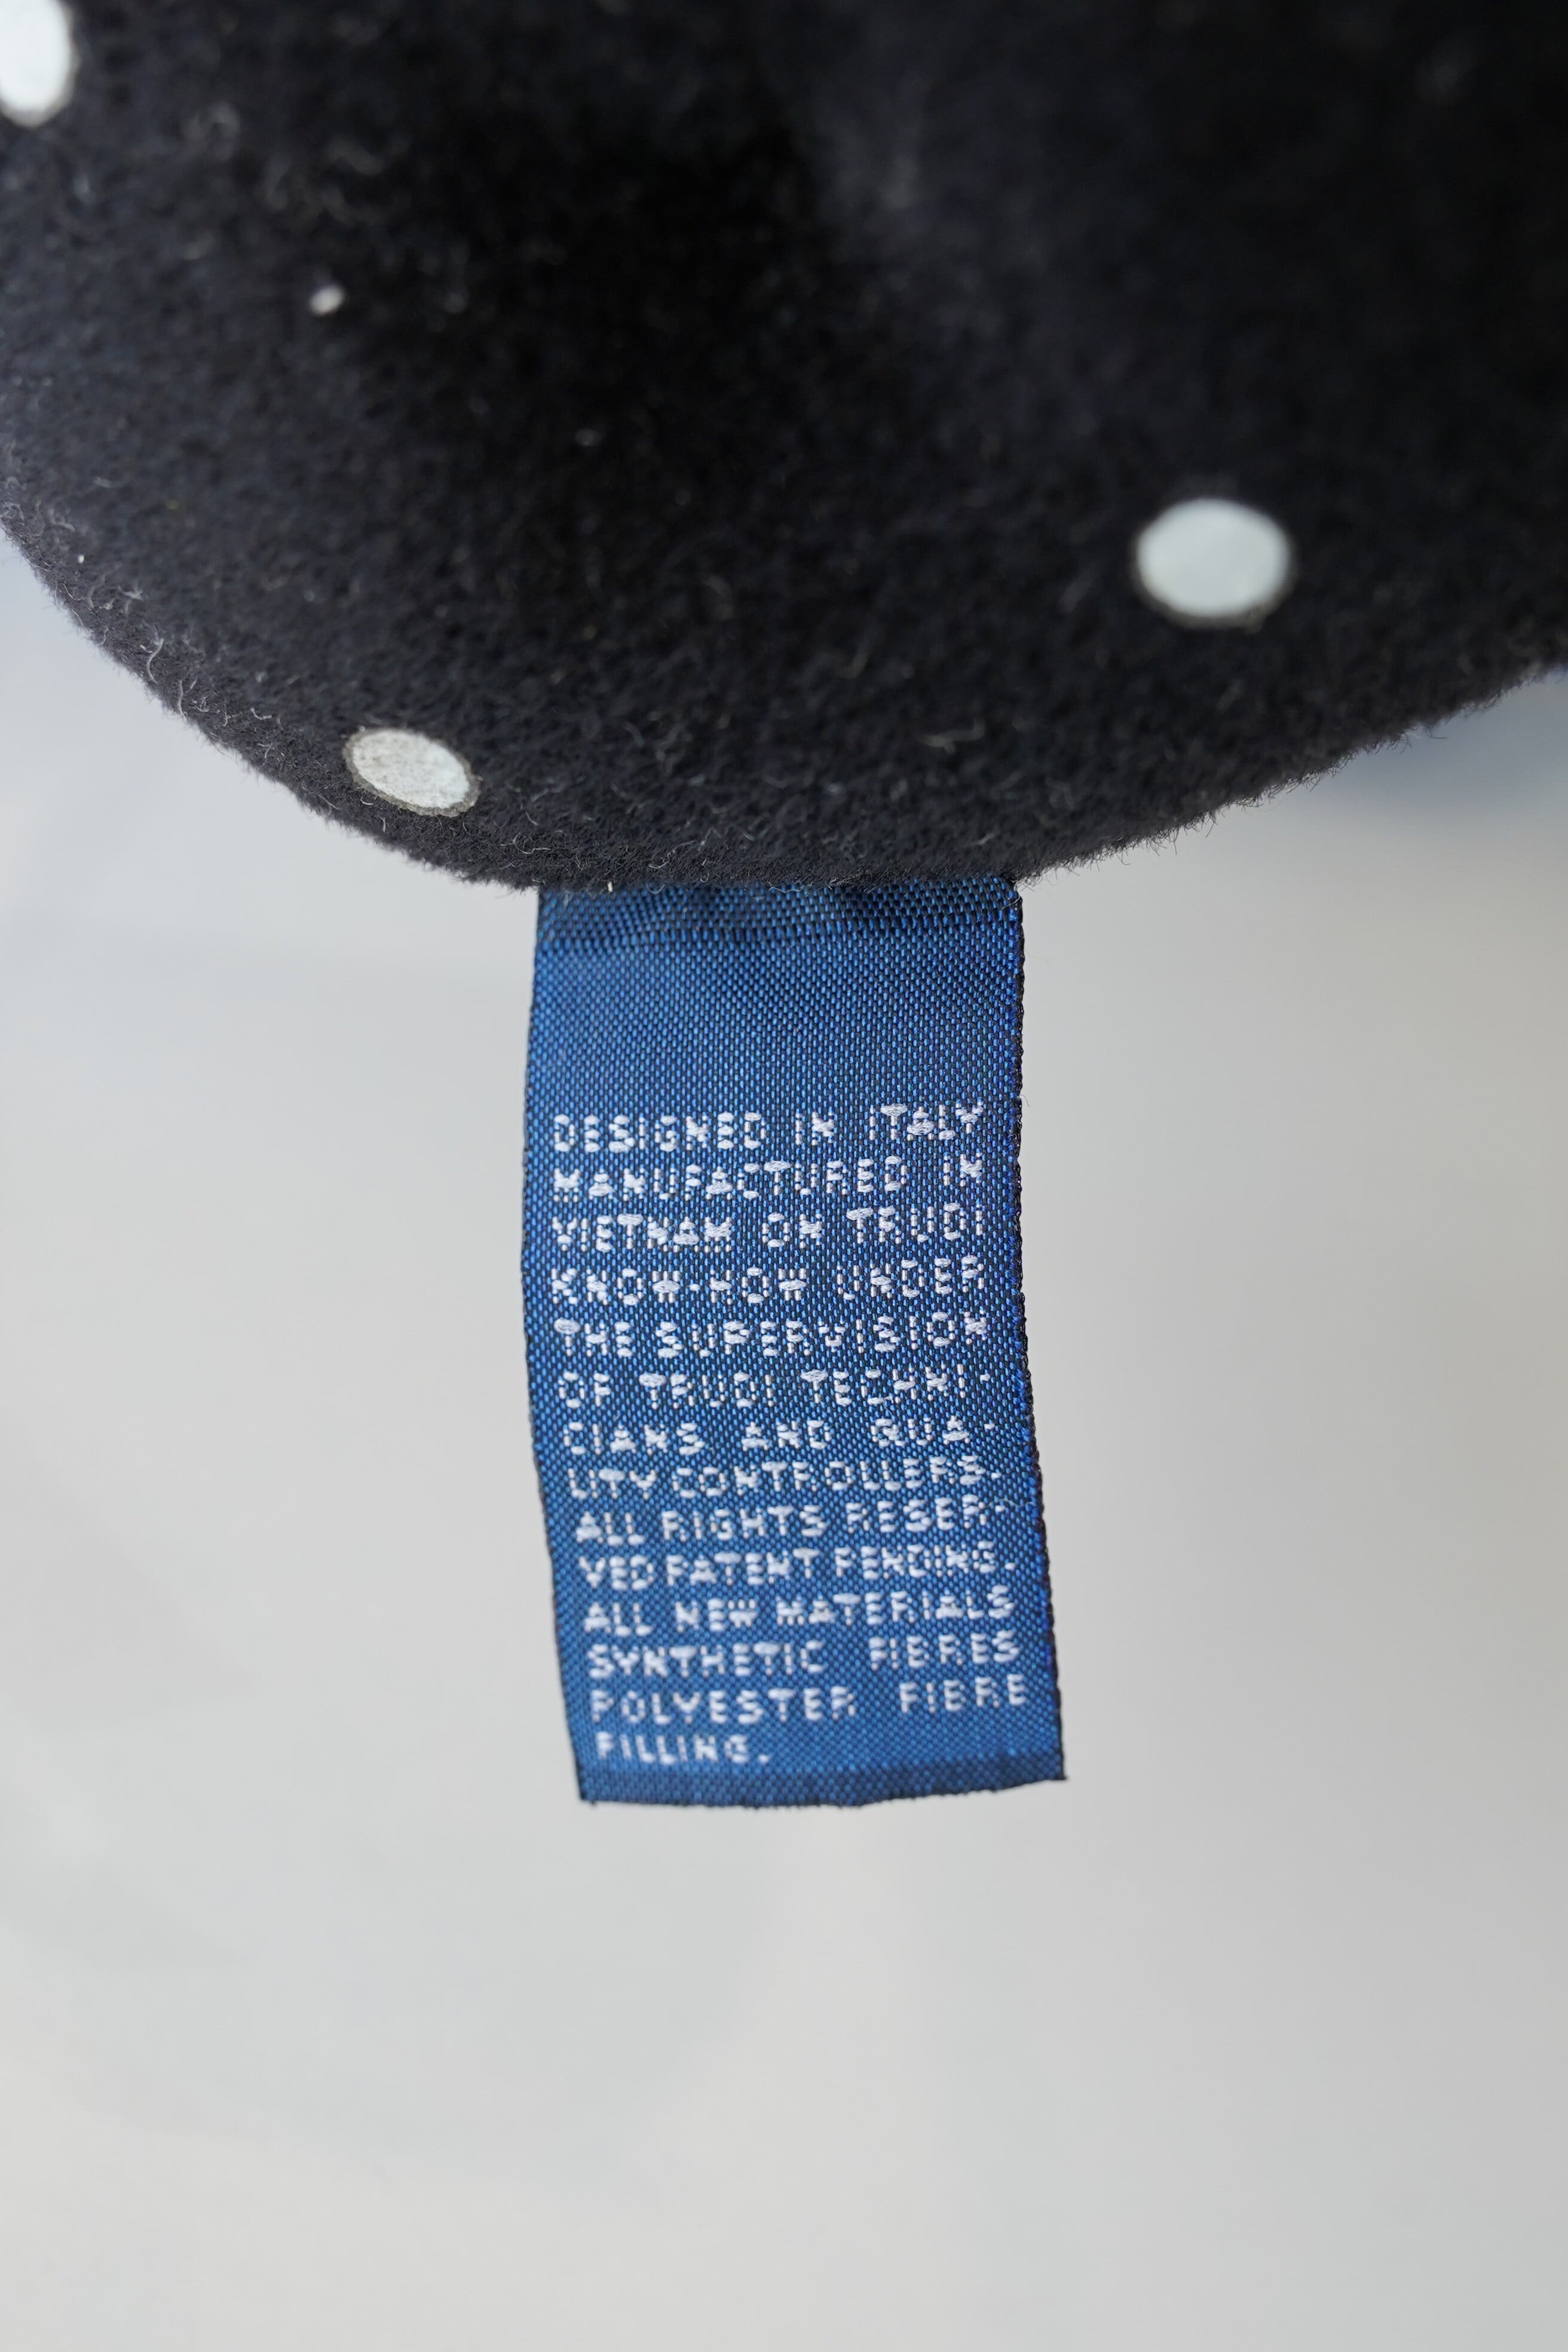 DESIGNED IN ITALY
MANUFACTURED IN
VIETNAM ON TRUDI
KNOW-HOW UNDER
THE SUPERVISION
OF TRUDI TECHNI-
CIANS AND QUA-
LITY CONTROLLERS.
ALL RIGHTS RESER-
VED PATENT PENDING.
ALL NEW MATERIALS
SYNTHETIC FIBRES
POLYESTER FIBRE
FILLING.